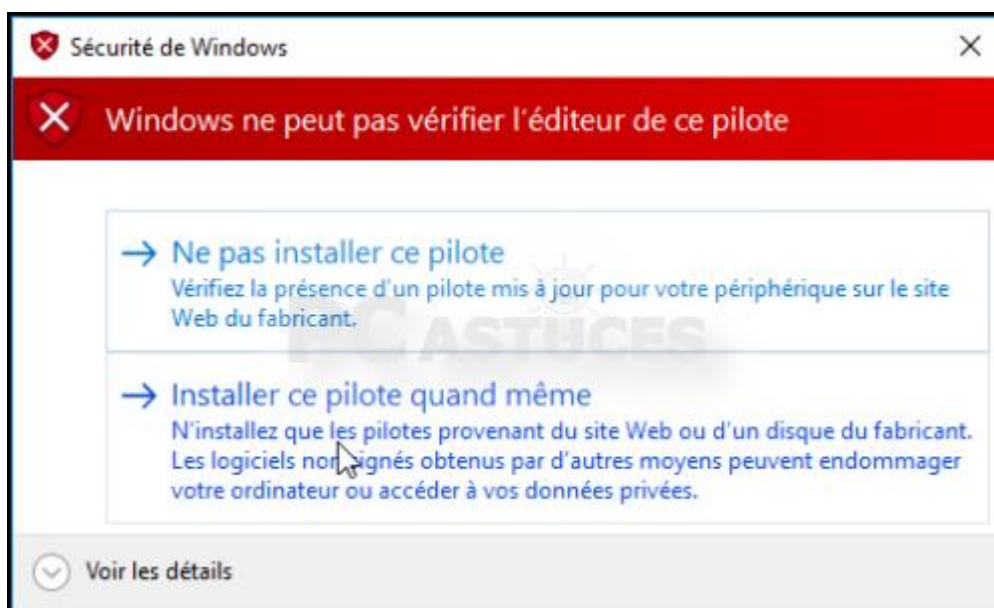 Sécurité de Windows
Windows ne peut pas vérifier l'éditeur de ce pilote
Ne pas installer ce pilote
Vérifiez la présence d'un pilote mis à jour pour votre périphérique sur le site
Web du fabricant.
PC ASTUCES
Installer ce pilote quand même
N'installez que les pilotes provenant du site Web ou d'un disque du fabricant.
Les logiciels non signés obtenus par d'autres moyens peuvent endommager
votre ordinateur ou accéder à vos données privées.
Voir les détails